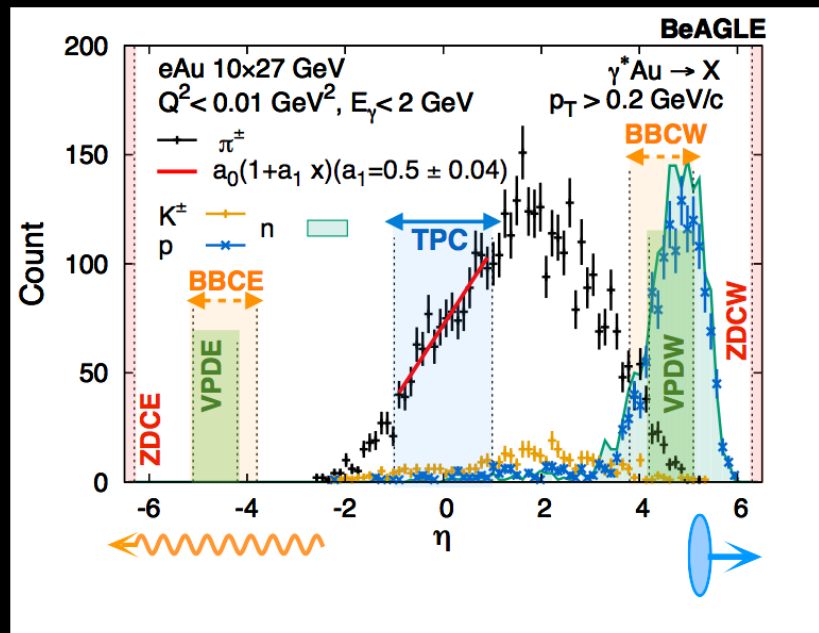 BeAGLE
eAu 10×27 GeV
Q²< 0.01 GeV², Eγ< 2 GeV
γ*Au → X
pT > 0.2 GeV/c
π±
a₀(1+a₁ x)(a₁=0.5 ± 0.04)
K±
p
n
TPC
BBCE
BBCW
VPDE
VPDW
ZDCE
ZDCW
Count
200
150
100
50
0
-6 -4 -2 0 2 4 6
η